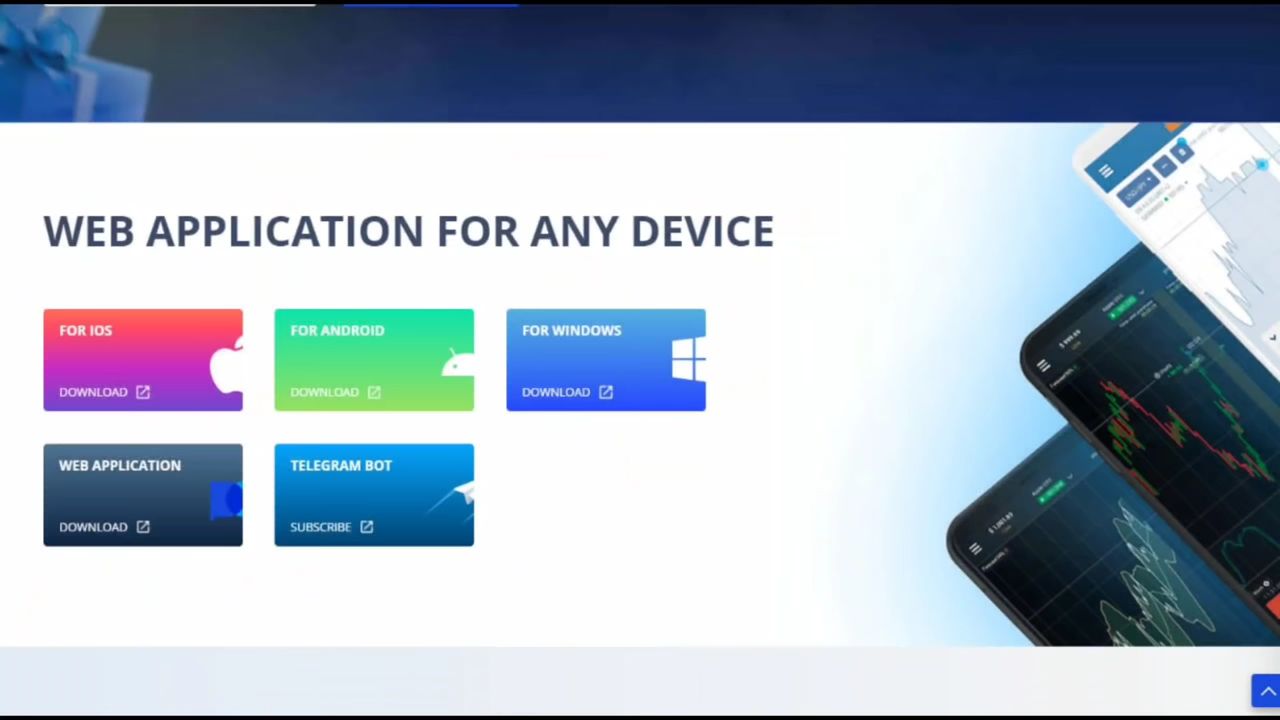 WEB APPLICATION FOR ANY DEVICE
FOR IOS
DOWNLOAD
FOR ANDROID
DOWNLOAD
FOR WINDOWS
DOWNLOAD
WEB APPLICATION
DOWNLOAD
TELEGRAM BOT
SUBSCRIBE